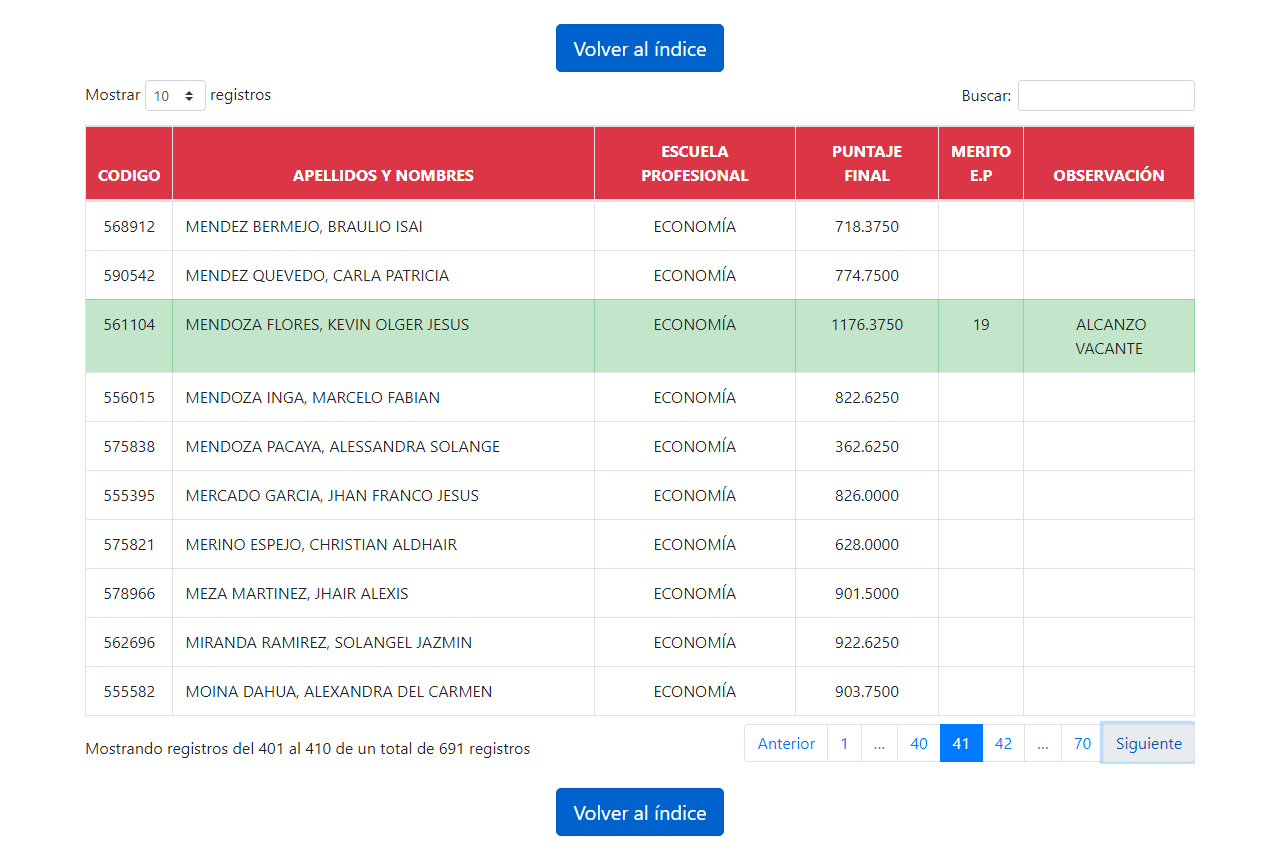 Volver al índice
Mostrar 10 registros Buscar:
CODIGO APELLIDOS Y NOMBRES ESCUELA PROFESIONAL PUNTAJE FINAL MERITO E.P OBSERVACIÓN
568912 MENDEZ BERMEJO, BRAULIO ISAI ECONOMÍA 718.3750
590542 MENDEZ QUEVEDO, CARLA PATRICIA ECONOMÍA 774.7500
561104 MENDOZA FLORES, KEVIN OLGER JESUS ECONOMÍA 1176.3750 19 ALCANZO VACANTE
556015 MENDOZA INGA, MARCELO FABIAN ECONOMÍA 822.6250
575838 MENDOZA PACAYA, ALESSANDRA SOLANGE ECONOMÍA 362.6250
555395 MERCADO GARCIA, JHAN FRANCO JESUS ECONOMÍA 826.0000
575821 MERINO ESPEJO, CHRISTIAN ALDHAIR ECONOMÍA 628.0000
578966 MEZA MARTINEZ, JHAIR ALEXIS ECONOMÍA 901.5000
562696 MIRANDA RAMIREZ, SOLANGEL JAZMIN ECONOMÍA 922.6250
555582 MOINA DAHUA, ALEXANDRA DEL CARMEN ECONOMÍA 903.7500
Mostrando registros del 401 al 410 de un total de 691 registros Anterior 1 ... 40 41 42 ... 70 Siguiente
Volver al índice